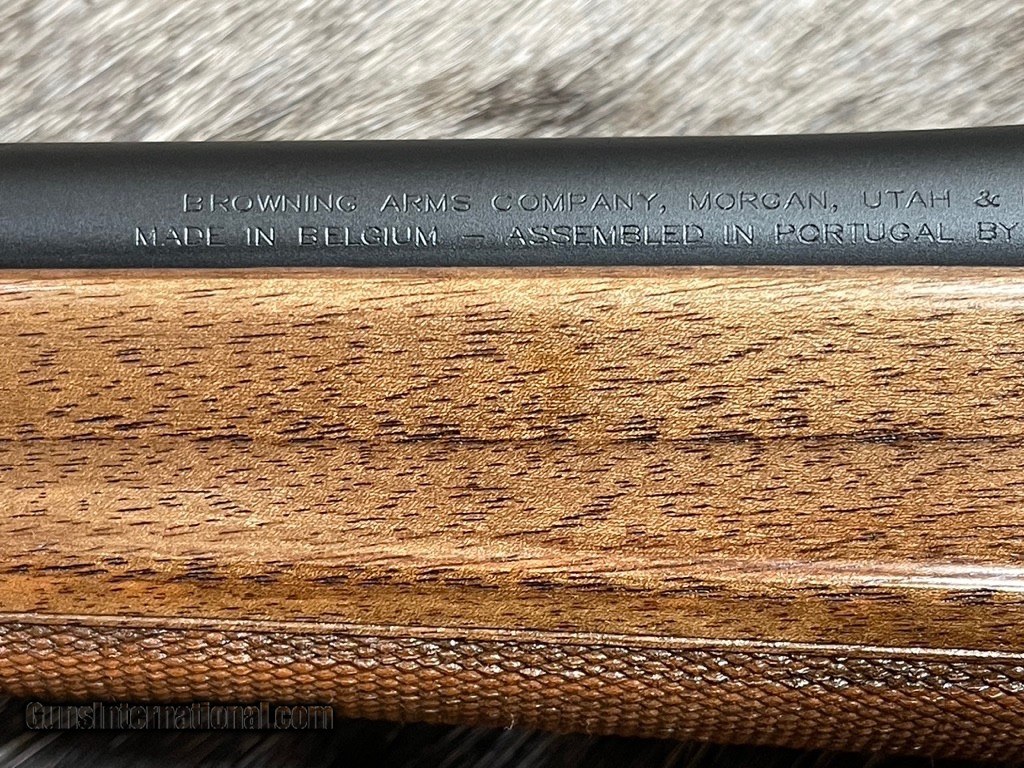 BROWNING ARMS COMPANY, MORGAN, UTAH &
MADE IN BELGIUM — ASSEMBLED IN PORTUGAL BY
GunsInternational.com